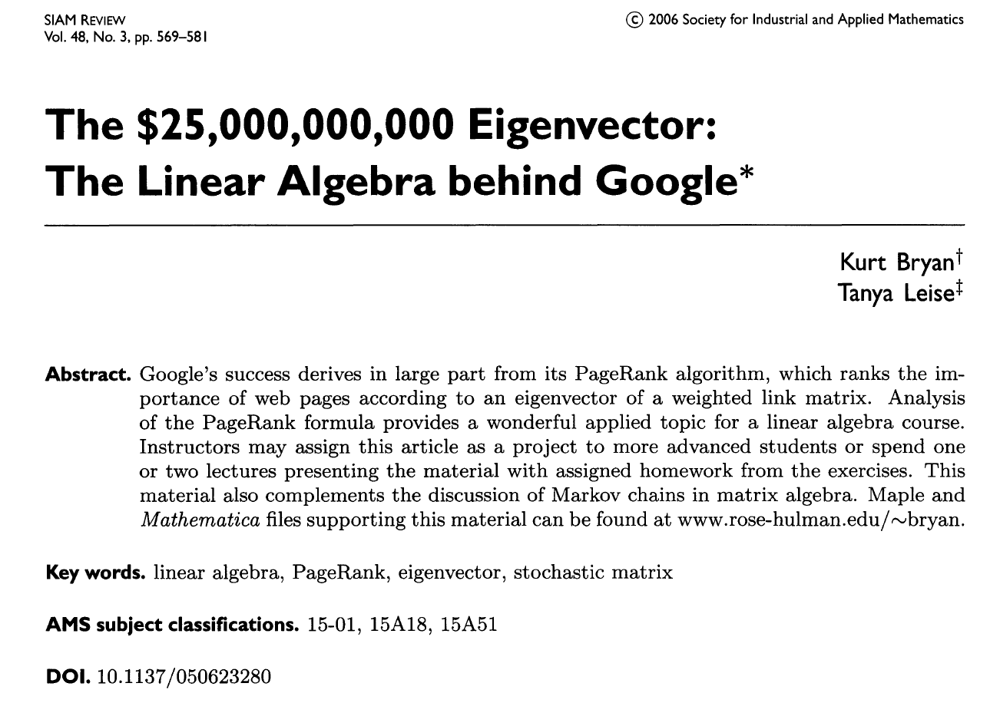 SIAM REVIEW
Vol. 48, No. 3, pp. 569–581
© 2006 Society for Industrial and Applied Mathematics
The $25,000,000,000 Eigenvector:
The Linear Algebra behind Google*
Kurt Bryan†
Tanya Leise‡
Abstract. Google's success derives in large part from its PageRank algorithm, which ranks the im-
portance of web pages according to an eigenvector of a weighted link matrix. Analysis
of the PageRank formula provides a wonderful applied topic for a linear algebra course.
Instructors may assign this article as a project to more advanced students or spend one
or two lectures presenting the material with assigned homework from the exercises. This
material also complements the discussion of Markov chains in matrix algebra. Maple and
Mathematica files supporting this material can be found at www.rose-hulman.edu/~bryan.
Key words. linear algebra, PageRank, eigenvector, stochastic matrix
AMS subject classifications. 15-01, 15A18, 15A51
DOI. 10.1137/050623280